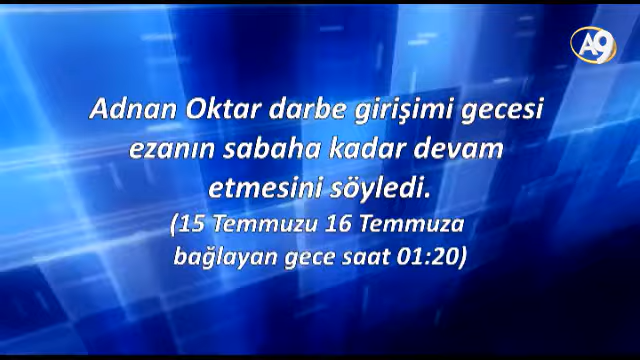 A9
Adnan Oktar darbe girişimi gecesi
ezanın sabaha kadar devam
etmesini söyledi.
(15 Temmuzu 16 Temmuza
bağlayan gece saat 01:20)